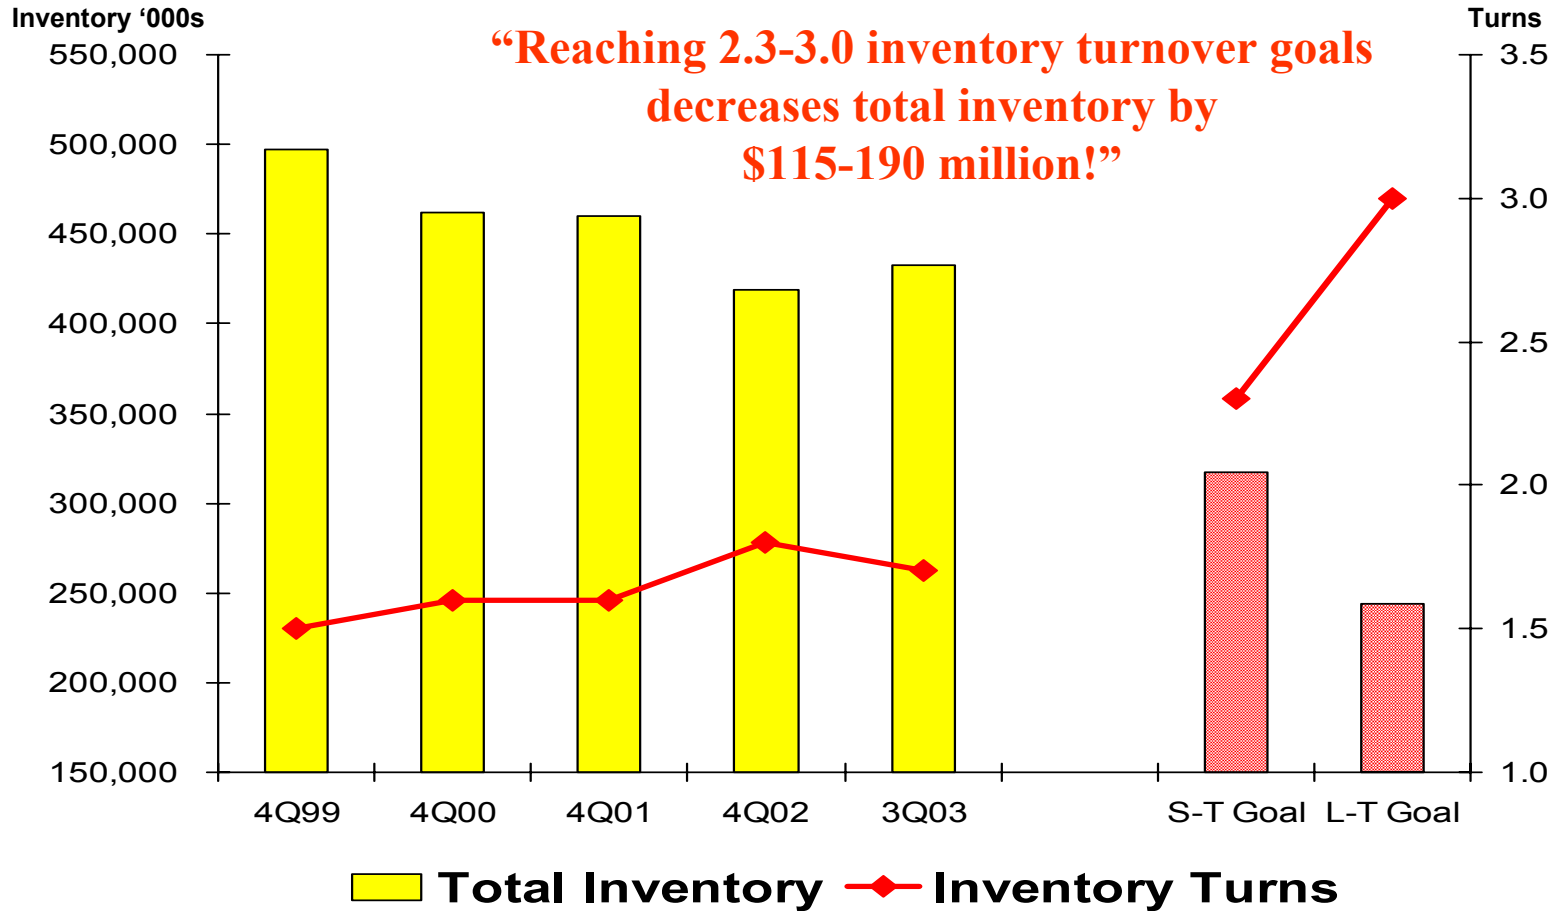 Inventory ‘000s
Turns
“Reaching 2.3-3.0 inventory turnover goals
decreases total inventory by
$115-190 million!”
550,000
500,000
450,000
400,000
350,000
300,000
250,000
200,000
150,000
3.5
3.0
2.5
2.0
1.5
1.0
4Q99
4Q00
4Q01
4Q02
3Q03
S-T Goal
L-T Goal
Total Inventory
Inventory Turns